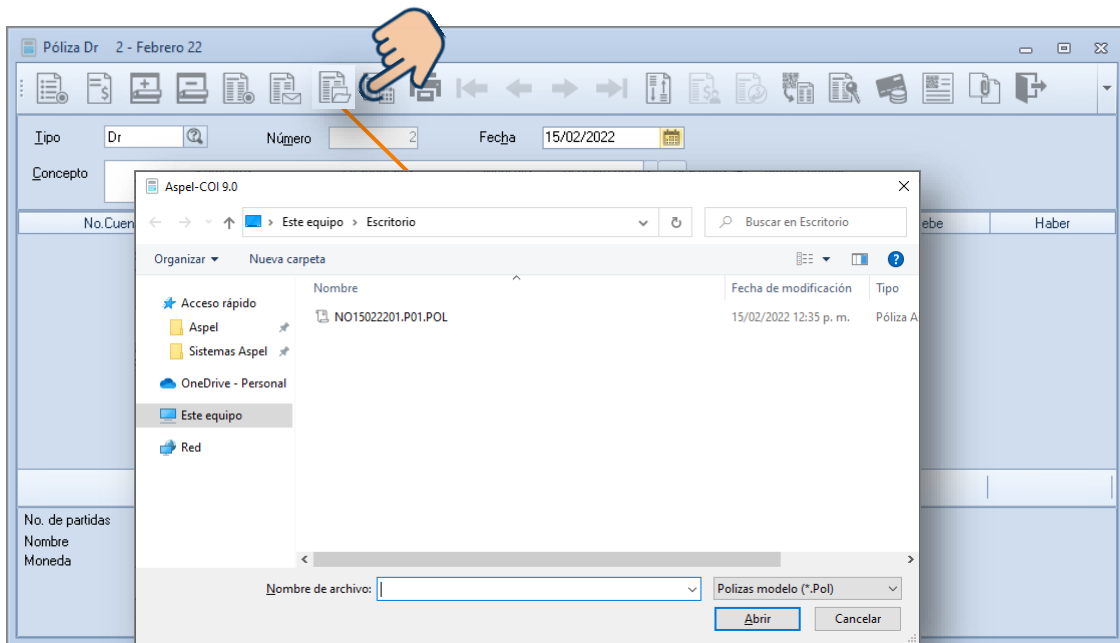 Póliza Dr 2 - Febrero 22
Tipo Dr Número 2 Fecha 15/02/2022
Concepto
Aspel-COI 9.0
Este equipo > Escritorio Buscar en Escritorio
Organizar Nueva carpeta
No.Cuen ebe Haber
Nombre Fecha de modificación Tipo
Acceso rápido
NO15022201.P01.POL 15/02/2022 12:35 p. m. Póliza A
Aspel
Sistemas Aspel
OneDrive - Personal
Este equipo
Red
No. de partidas
Nombre
Moneda
Nombre de archivo: Polizas modelo (*.Pol)
Abrir Cancelar